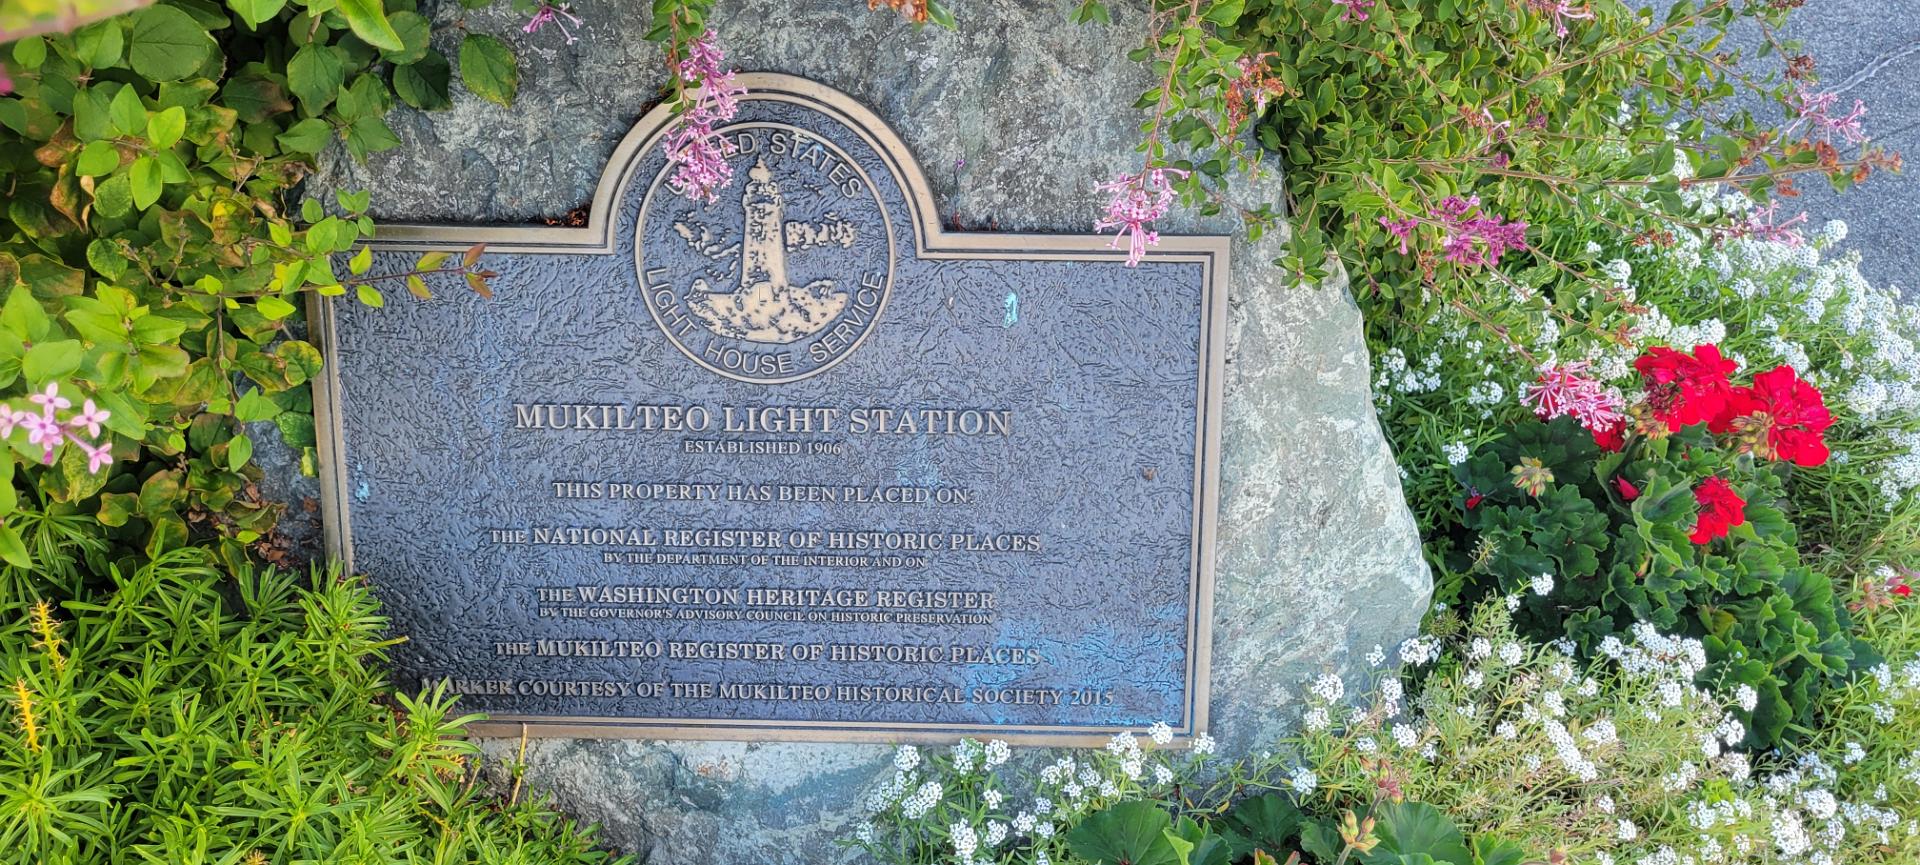 UNITED STATES
LIGHT HOUSE SERVICE
MUKILTEO LIGHT STATION
ESTABLISHED 1906
THIS PROPERTY HAS BEEN PLACED ON:
THE NATIONAL REGISTER OF HISTORIC PLACES
BY THE DEPARTMENT OF THE INTERIOR AND ON
THE WASHINGTON HERITAGE REGISTER
BY THE GOVERNOR'S ADVISORY COUNCIL ON HISTORIC PRESERVATION
THE MUKILTEO REGISTER OF HISTORIC PLACES
MARKER COURTESY OF THE MUKILTEO HISTORICAL SOCIETY 2015